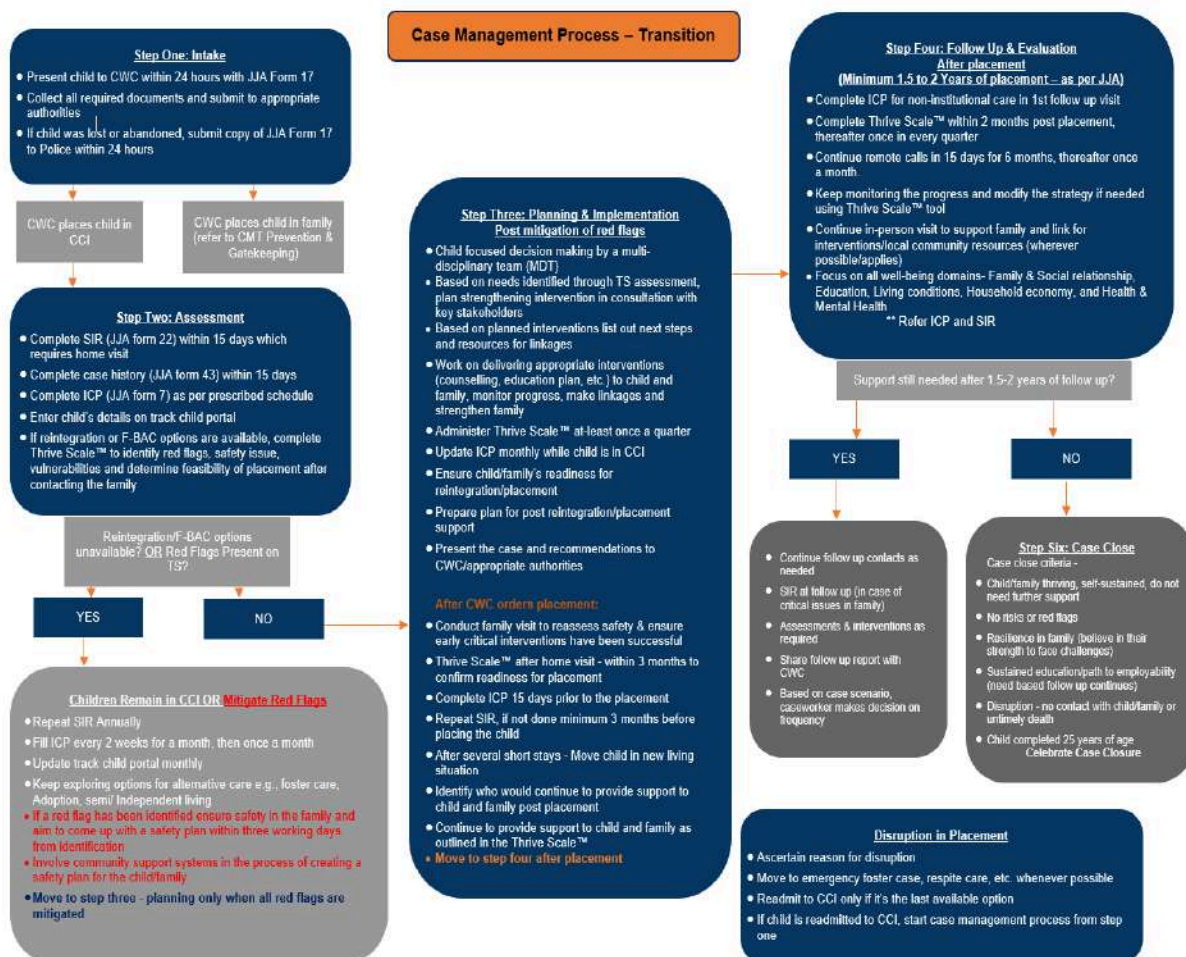 Case Management Process – Transition
Step One: Intake
● Present child to CWC within 24 hours with JJA Form 17
● Collect all required documents and submit to appropriate
authorities
● If child was lost or abandoned, submit copy of JJA Form 17
to Police within 24 hours
CWC places child in
CCI
CWC places child in family
(refer to CMT Prevention &
Gatekeeping)
Step Two: Assessment
● Complete SIR (JJA form 22) within 15 days which
requires home visit
● Complete case history (JJA form 43) within 15 days
● Complete ICP (JJA form 7) as per prescribed schedule
● Enter child's details on track child portal
● If reintegration or F-BAC options are available, complete
Thrive Scale™ to identify red flags, safety issue,
vulnerabilities and determine feasibility of placement after
contacting the family
Reintegration/F-BAC options
unavailable? OR Red Flags Present on
TS?
YES
NO
Children Remain in CCI OR Mitigate Red Flags
● Repeat SIR Annually
● Fill ICP every 2 weeks for a month, then once a month
● Update track child portal monthly
● Keep exploring options for alternative care e.g., foster care,
Adoption, semi/ Independent living
● If a red flag has been identified ensure safety in the family and
aim to come up with a safety plan within three working days
from identification
● Involve community support systems in the process of creating a
safety plan for the child/family
● Move to step three - planning only when all red flags are
mitigated
Step Three: Planning & Implementation
Post mitigation of red flags
● Child focused decision making by a multi-
disciplinary team (MDT)
● Based on needs identified through TS assessment,
plan strengthening intervention in consultation with
key stakeholders
● Based on planned interventions list out next steps
and resources for linkages
● Work on delivering appropriate interventions
(counselling, education plan, etc.) to child and
family, monitor progress, make linkages and
strengthen family
● Administer Thrive Scale™ at-least once a quarter
● Update ICP monthly while child is in CCI
● Ensure child/family's readiness for
reintegration/placement
● Prepare plan for post reintegration/placement
support
● Present the case and recommendations to
CWC/appropriate authorities
After CWC orders placement:
● Conduct family visit to reassess safety & ensure
early critical interventions have been successful
● Thrive Scale™ after home visit - within 3 months to
confirm readiness for placement
● Complete ICP 15 days prior to the placement
● Repeat SIR, if not done minimum 3 months before
placing the child
● After several short stays - Move child in new living
situation
● Identify who would continue to provide support to
child and family post placement
● Continue to provide support to child and family as
outlined in the Thrive Scale™
● Move to step four after placement
Step Four: Follow Up & Evaluation
After placement
(Minimum 1.5 to 2 Years of placement – as per JJA)
● Complete ICP for non-institutional care in 1st follow up visit
● Complete Thrive Scale™ within 2 months post placement,
thereafter once in every quarter
● Continue remote calls in 15 days for 6 months, thereafter once
a month.
● Keep monitoring the progress and modify the strategy if needed
using Thrive Scale™ tool
● Continue in-person visit to support family and link for
interventions/local community resources (wherever
possible/applies)
● Focus on all well-being domains- Family & Social relationship,
Education, Living conditions, Household economy, and Health &
Mental Health
** Refer ICP and SIR
Support still needed after 1.5-2 years of follow up?
YES
NO
● Continue follow up contacts as
needed
● SIR at follow up (in case of
critical issues in family)
● Assessments & interventions as
required
● Share follow up report with
CWC
● Based on case scenario,
caseworker makes decision on
frequency
Step Six: Case Close
Case close criteria -
● Child/family thriving, self-sustained, do not
need further support
● No risks or red flags
● Resilience in family (believe in their
strength to face challenges)
● Sustained education/path to employability
(need based follow up continues)
● Disruption - no contact with child/family or
untimely death
● Child completed 25 years of age
Celebrate Case Closure
Disruption in Placement
● Ascertain reason for disruption
● Move to emergency foster case, respite care, etc. whenever possible
● Readmit to CCI only if it's the last available option
● If child is readmitted to CCI, start case management process from step
one